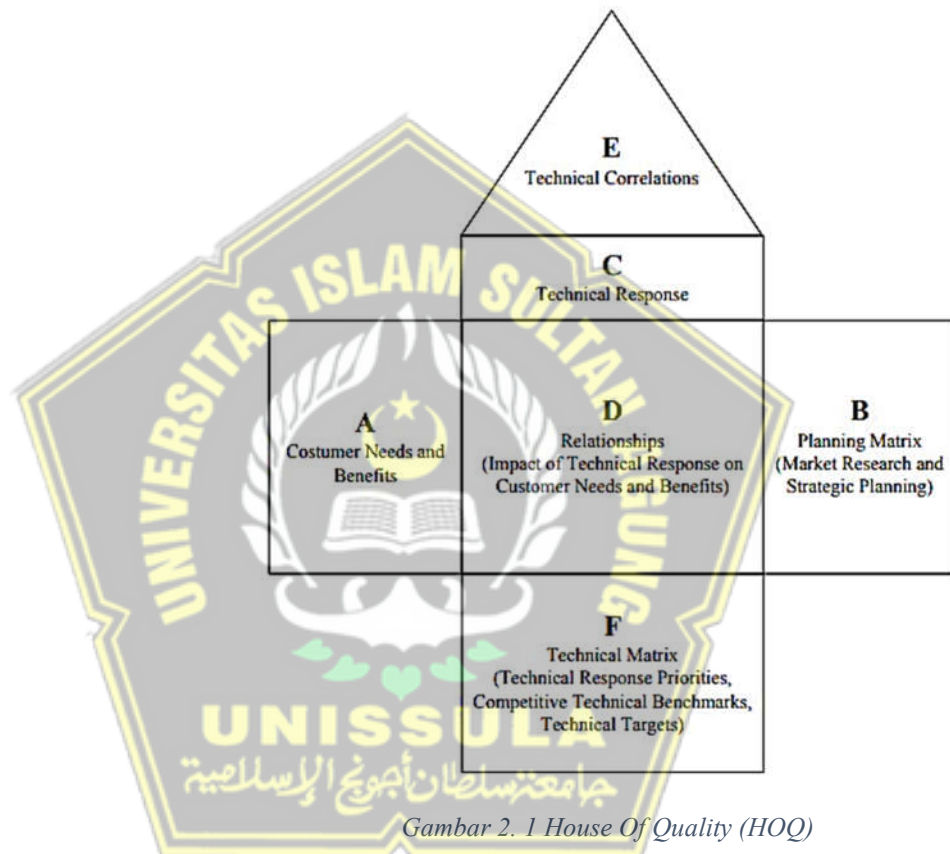 E
Technical Correlations
C
Technical Response
A
Costumer Needs and
Benefits
D
Relationships
(Impact of Technical Response on
Customer Needs and Benefits)
B
Planning Matrix
(Market Research and
Strategic Planning)
F
Technical Matrix
(Technical Response Priorities,
Competitive Technical Benchmarks,
Technical Targets)
UNIVERSITAS ISLAM SULTAN AGUNG
UNISSULA
جامعنسلطان أجونج الإسلامية
Gambar 2. 1 House Of Quality (HOQ)